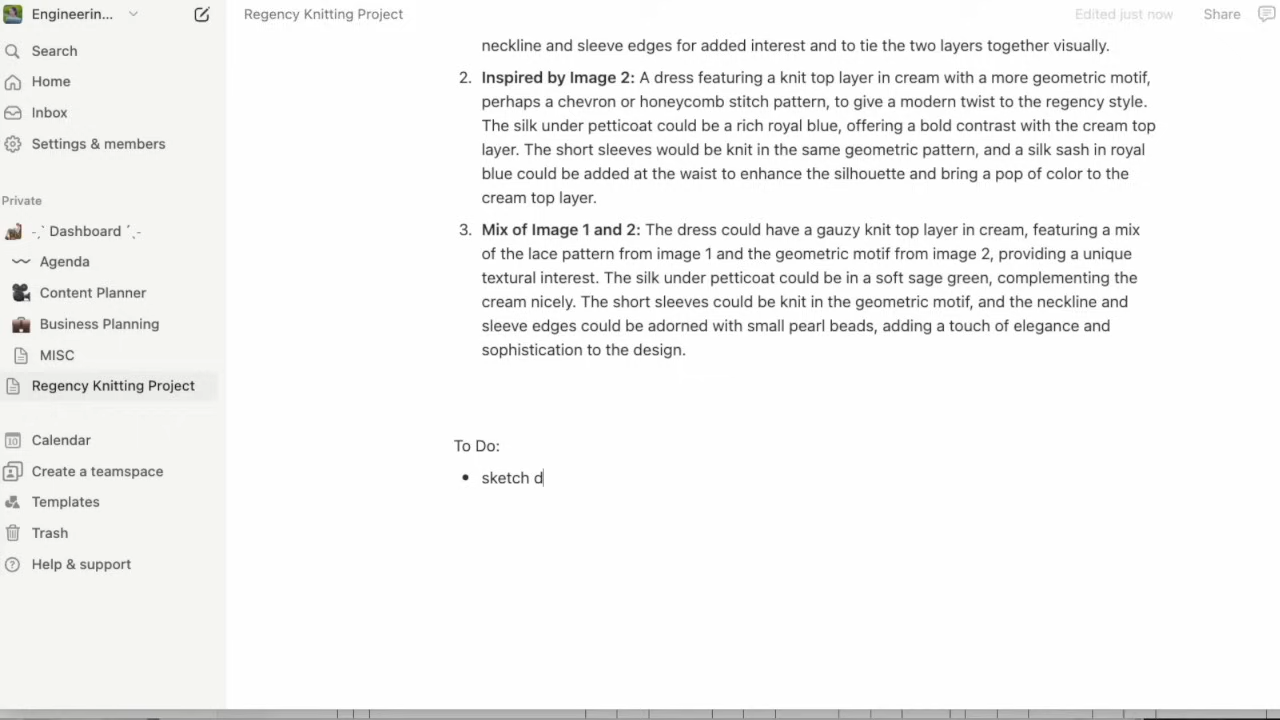 Engineerin...
Regency Knitting Project
Edited just now
Share
Search
Home
Inbox
Settings & members
Private
-ˏˋ Dashboard ˊˎ-
Agenda
Content Planner
Business Planning
MISC
Regency Knitting Project
Calendar
Create a teamspace
Templates
Trash
Help & support
neckline and sleeve edges for added interest and to tie the two layers together visually.
2. Inspired by Image 2: A dress featuring a knit top layer in cream with a more geometric motif,
perhaps a chevron or honeycomb stitch pattern, to give a modern twist to the regency style.
The silk under petticoat could be a rich royal blue, offering a bold contrast with the cream top
layer. The short sleeves would be knit in the same geometric pattern, and a silk sash in royal
blue could be added at the waist to enhance the silhouette and bring a pop of color to the
cream top layer.
3. Mix of Image 1 and 2: The dress could have a gauzy knit top layer in cream, featuring a mix
of the lace pattern from image 1 and the geometric motif from image 2, providing a unique
textural interest. The silk under petticoat could be in a soft sage green, complementing the
cream nicely. The short sleeves could be knit in the geometric motif, and the neckline and
sleeve edges could be adorned with small pearl beads, adding a touch of elegance and
sophistication to the design.
To Do:
• sketch d